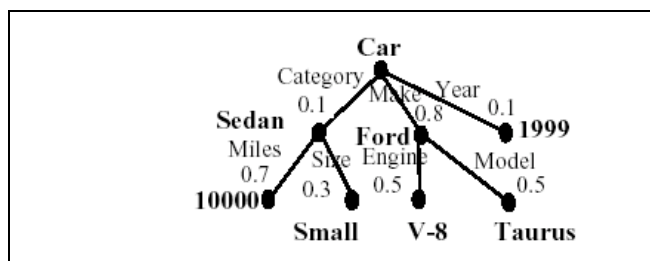 Car
Category Make Year
0.1 0.8 0.1
Sedan Ford 1999
Miles Size Engine Model
0.7 0.3 0.5 0.5
10000
Small V-8 Taurus